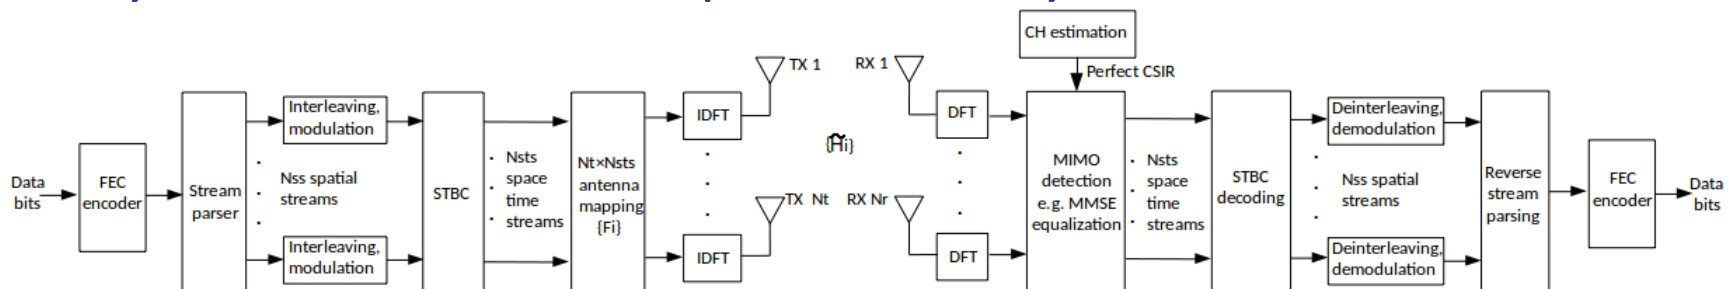 Data
bits
FEC
encoder
Stream
parser
Interleaving,
modulation
Nss spatial
streams
Interleaving,
modulation
STBC
Nsts
space
time
streams
Nt×Nsts
antenna
mapping
{Fi}
IDFT
IDFT
TX 1
TX Nt
{H̃i}
RX 1
RX Nr
DFT
DFT
CH estimation
Perfect CSIR
MIMO
detection
e.g. MMSE
equalization
Nsts
space
time
streams
STBC
decoding
Deinterleaving,
demodulation
Nss spatial
streams
Deinterleaving,
demodulation
Reverse
stream
parsing
FEC
encoder
Data
bits